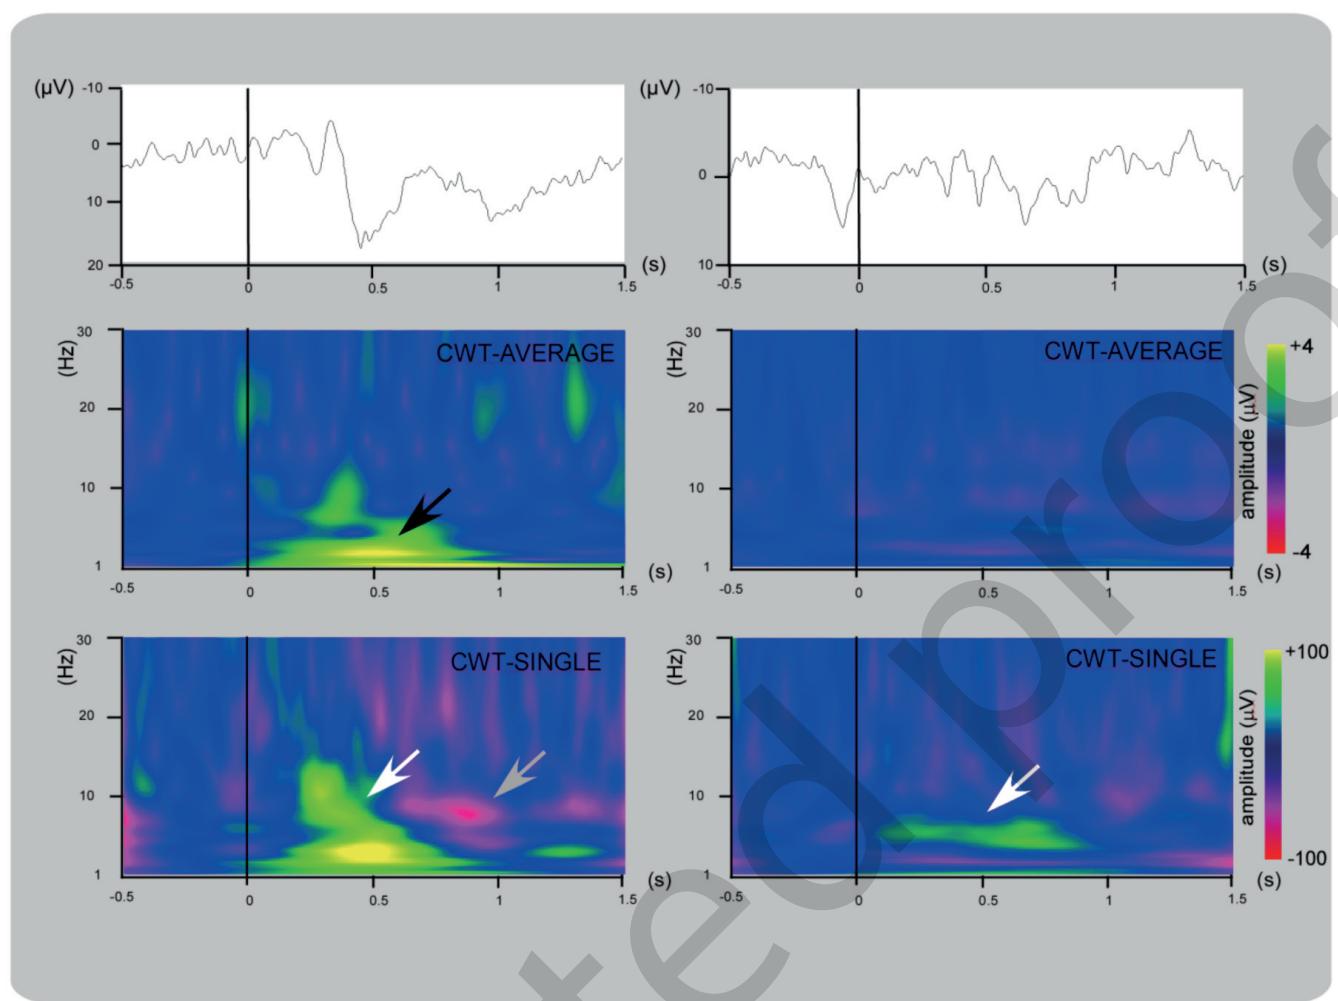 (µV) -10 (µV) -10
0 0
10
20 10
-0.5 0 0.5 1 1.5 (s) -0.5 0 0.5 1 1.5 (s)
30 CWT-AVERAGE 30 CWT-AVERAGE +4
(Hz) (Hz)
20 20
10 10
amplitude (µV)
1 1 -4
-0.5 0 0.5 1 1.5 (s) -0.5 0 0.5 1 1.5 (s)
30 CWT-SINGLE 30 CWT-SINGLE +100
(Hz) (Hz)
20 20
10 10
amplitude (µV)
1 1 -100
-0.5 0 0.5 1 1.5 (s) -0.5 0 0.5 1 1.5 (s)
ted proof